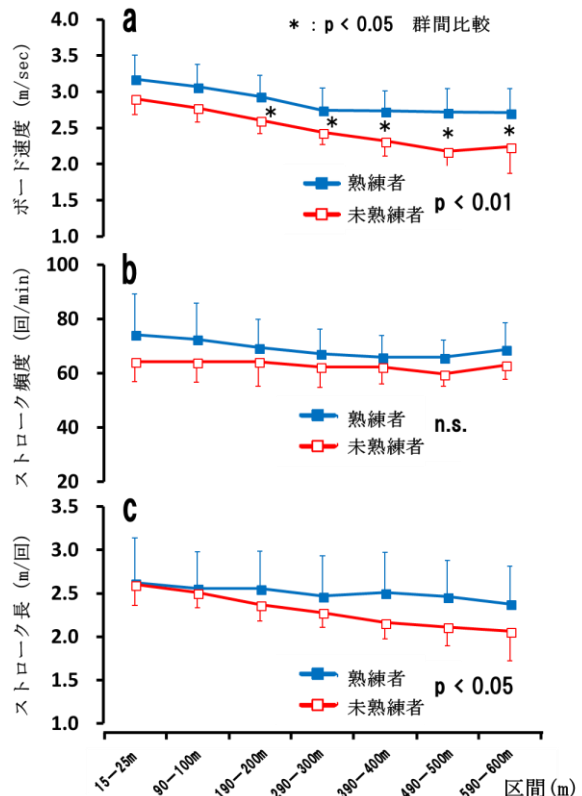 a
* : p < 0.05 群間比較
ボード速度 (m/sec)
4.0
3.5
3.0
2.5
2.0
1.5
1.0
* * * * *
熟練者
未熟練者
p < 0.01
b
ストローク頻度 (回/min)
100
80
60
40
20
熟練者
未熟練者
n.s.
c
ストローク長 (m/回)
3.5
3.0
2.5
2.0
1.5
1.0
熟練者
未熟練者
p < 0.05
15−25m
90−100m
190−200m
290−300m
390−400m
490−500m
590−600m
区間(m)